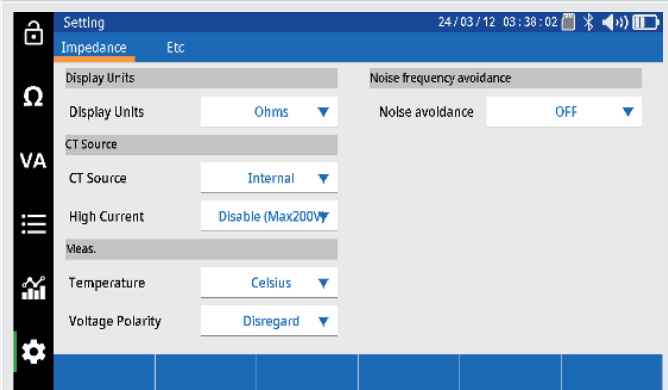 Setting
24/03/12 03:38:02
Impedance Etc
Display Units
Display Units Ohms
CT Source
CT Source Internal
High Current Disable (Max200V)
Meas.
Temperature Celsius
Voltage Polarity Disregard
Noise frequency avoidance
Noise avoidance OFF
Ω
VA